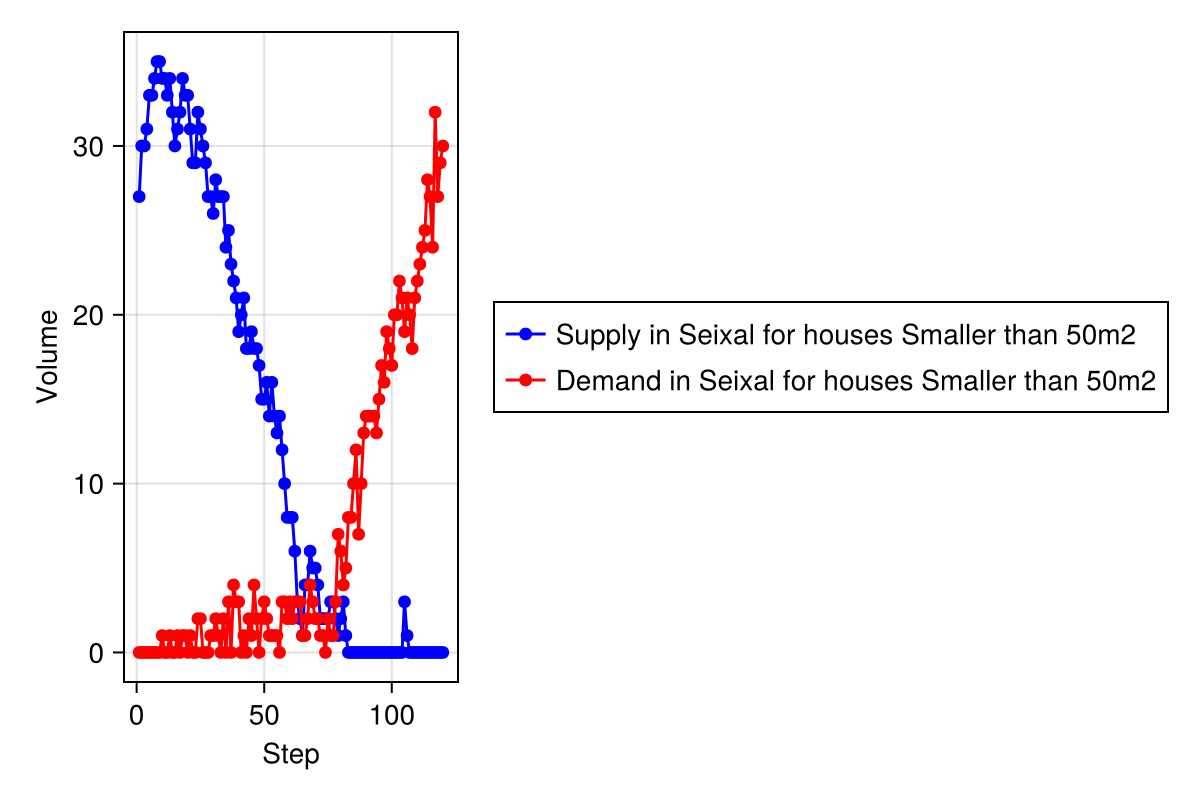 30
20
10
0
Volume
0 50 100
Step
Supply in Seixal for houses Smaller than 50m2
Demand in Seixal for houses Smaller than 50m2